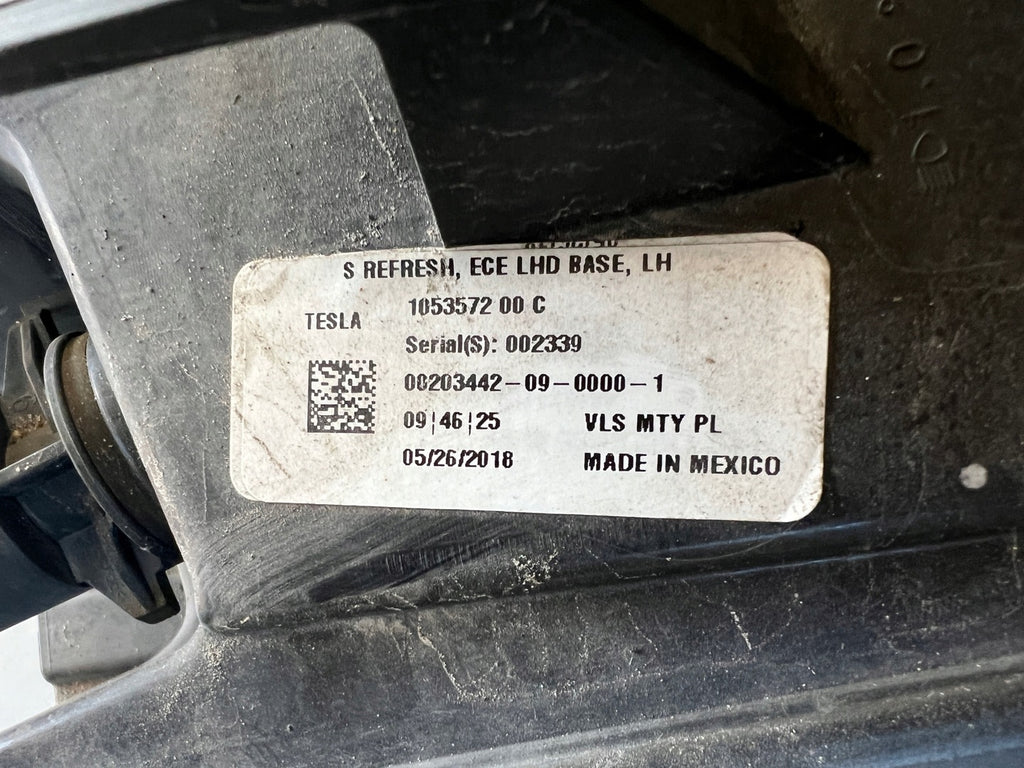 S REFRESH, ECE LHD BASE, LH
1053572 00 C
TESLA
Serial(S): 002339
00203442-09-0000-1
09¦46¦25 VLS MTY PL
05/26/2018 MADE IN MEXICO